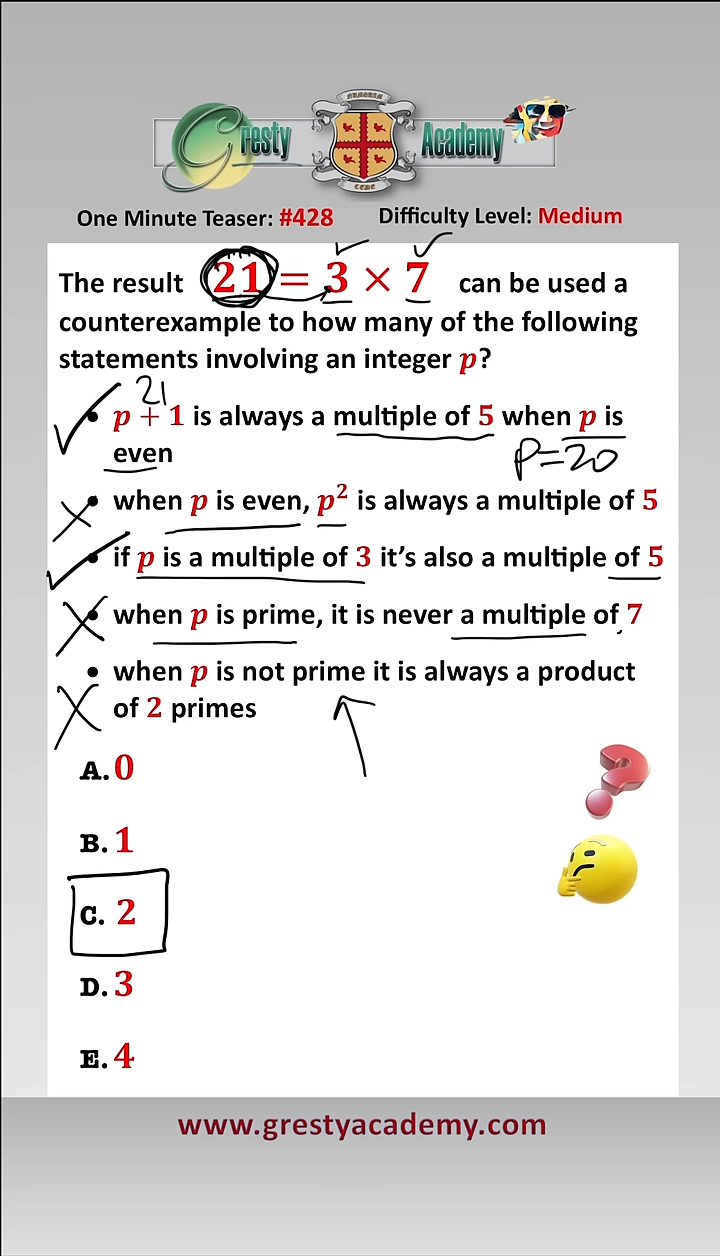 Gresty Academy
NUMQUAM
CEDE
One Minute Teaser: #428 Difficulty Level: Medium
The result 21 = 3 × 7 can be used a
counterexample to how many of the following
statements involving an integer p?
21
• p + 1 is always a multiple of 5 when p is
even
P=20
• when p is even, p² is always a multiple of 5
• if p is a multiple of 3 it’s also a multiple of 5
• when p is prime, it is never a multiple of 7
• when p is not prime it is always a product
of 2 primes
A. 0
B. 1
C. 2
D. 3
E. 4
www.grestyacademy.com